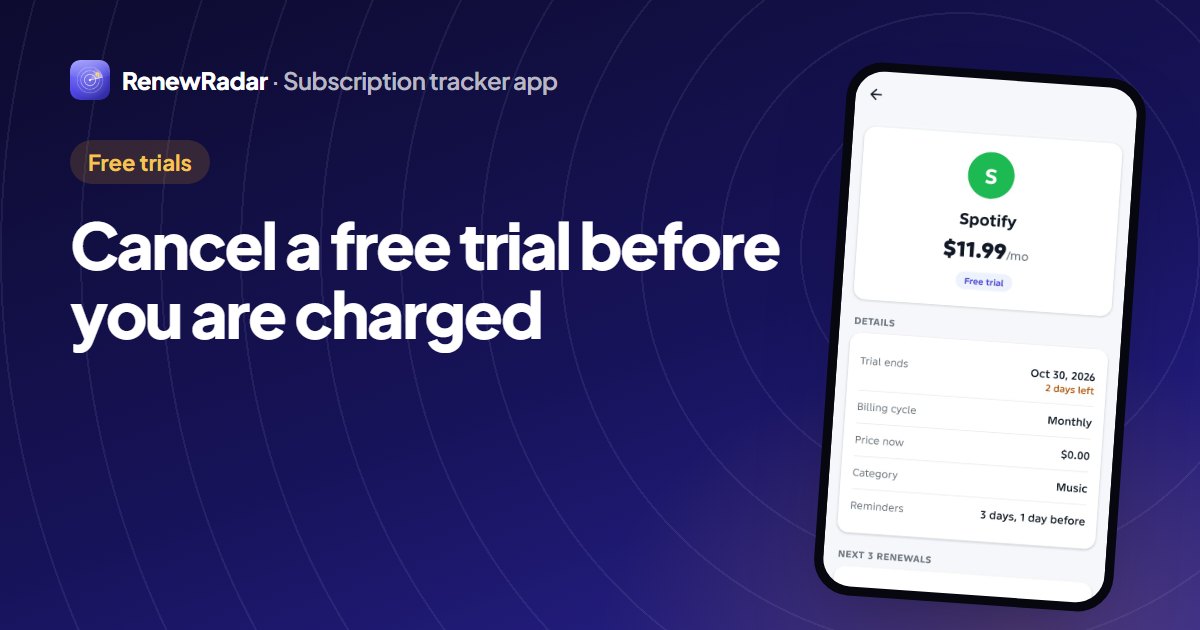 RenewRadar · Subscription tracker app
Free trials
Cancel a free trial before
you are charged
S
Spotify
$11.99/mo
Free trial
DETAILS
Trial ends
Oct 30, 2026
2 days left
Billing cycle
Monthly
Price now
$0.00
Category
Music
Reminders
3 days, 1 day before
NEXT 3 RENEWALS